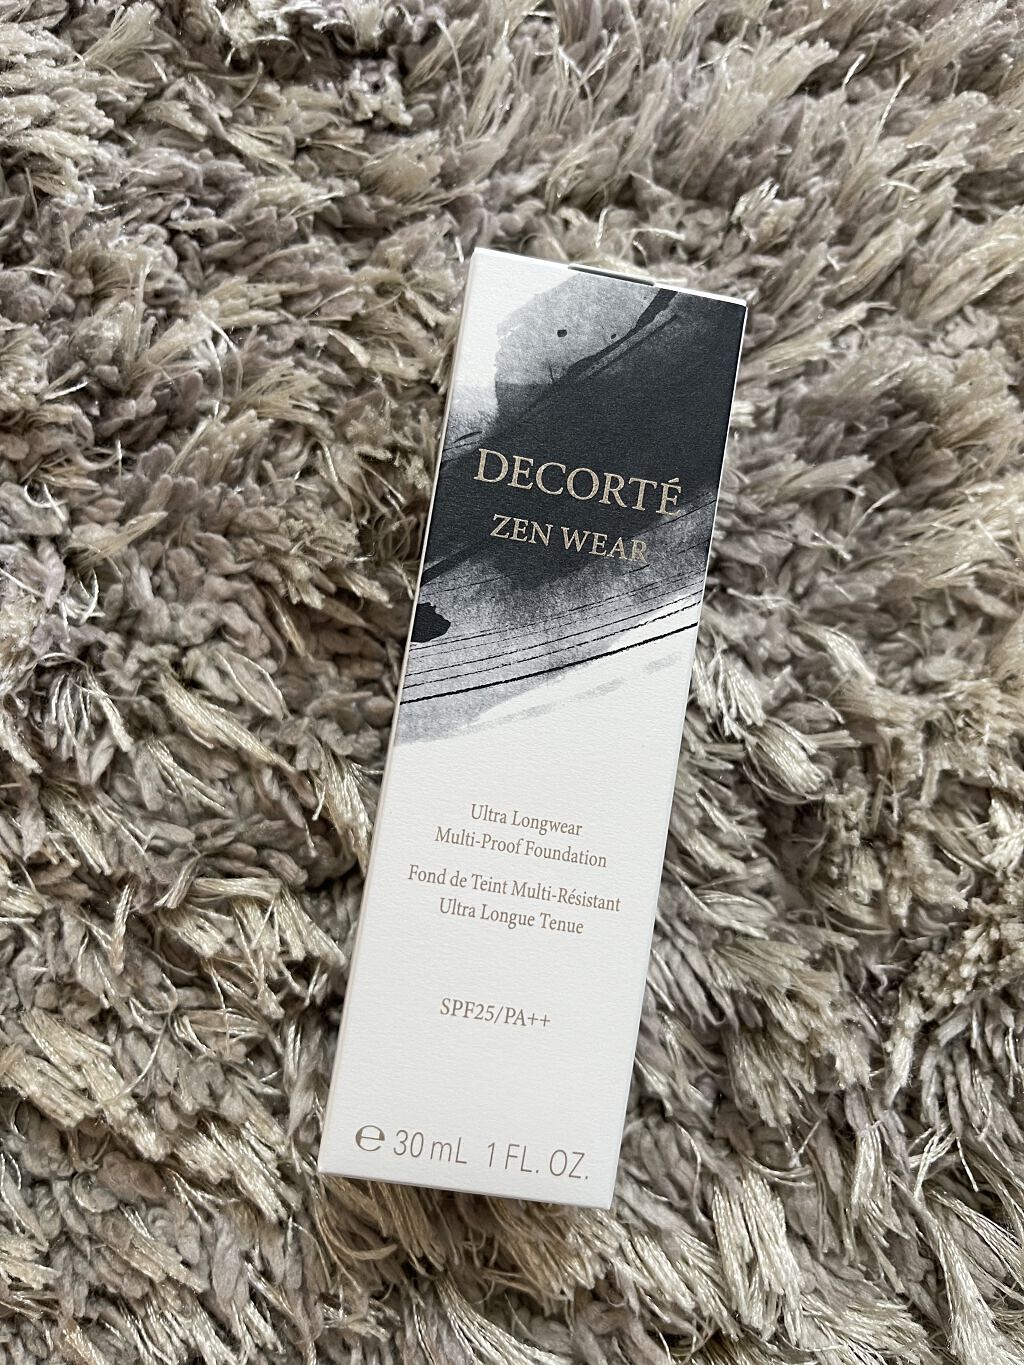 DECORTÉ
ZEN WEAR
Ultra Longwear
Multi-Proof Foundation
Fond de Teint Multi-Résistant
Ultra Longue Tenue
SPF25/PA++
℮ 30 mL 1 FL. OZ.